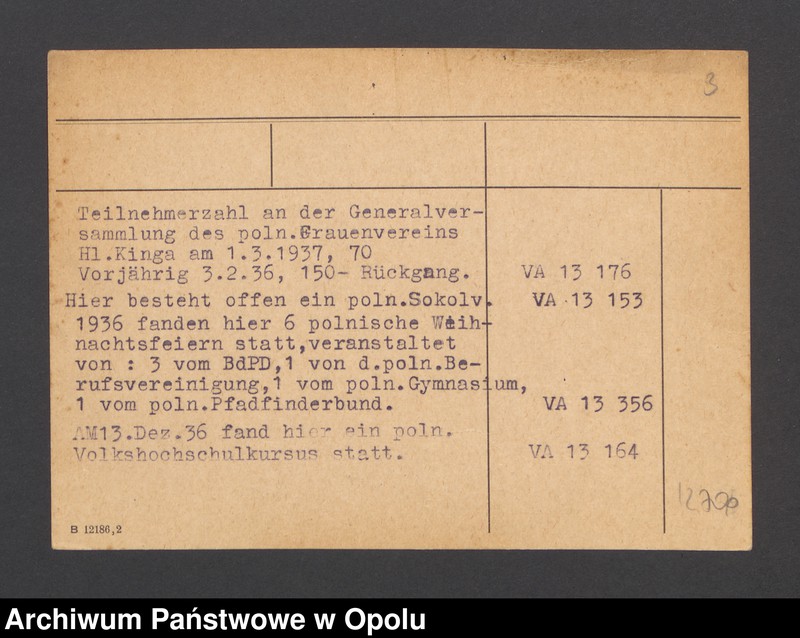 3
Teilnehmerzahl an der Generalver-
sammlung des poln.Frauenvereins
Hl.Kinga am 1.3.1937, 70
Vorjährig 3.2.36, 150- Rückgang. VA 13 176
Hier besteht offen ein poln.Sokolv. VA 13 153
1936 fanden hier 6 polnische Weih-
nachtsfeiern statt,veranstaltet
von : 3 vom BdPD,1 von d.poln.Be-
rufsvereinigung,1 vom poln.Gymnasium,
1 vom poln.Pfadfinderbund. VA 13 356
AM13.Dez.36 fand hier ein poln.
Volkshochschulkursus statt. VA 13 164
B 12186,2
Archiwum Państwowe w Opolu